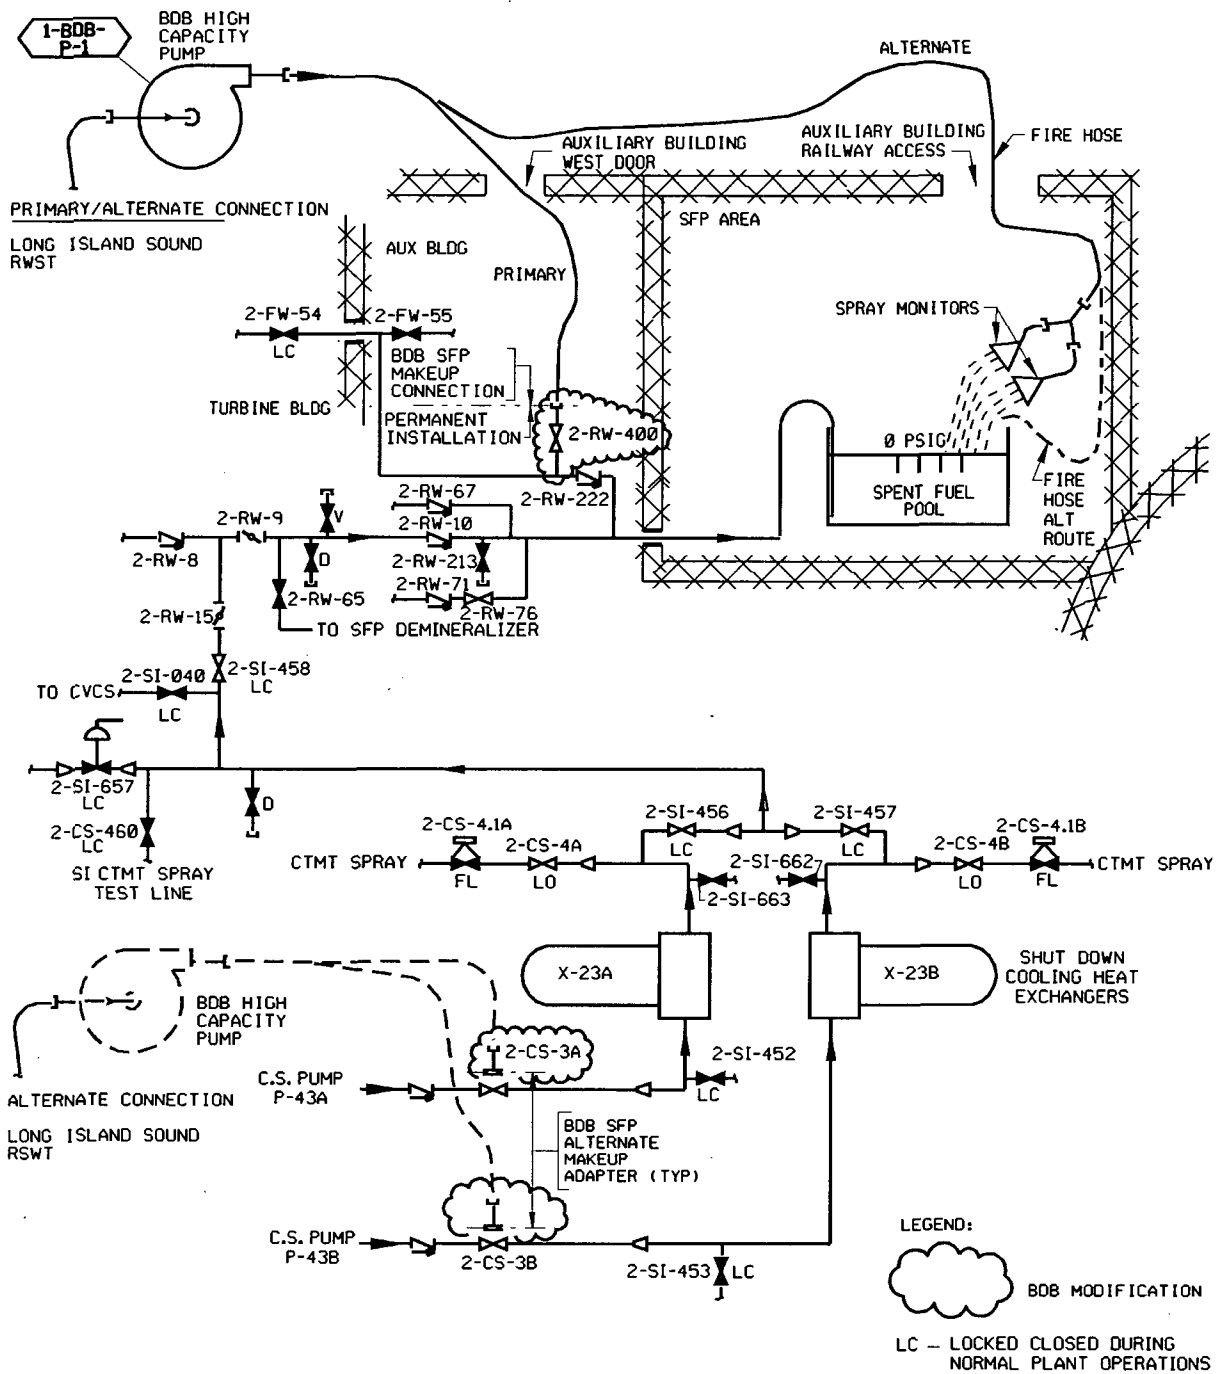 1-BDB-
P-1
BDB HIGH
CAPACITY
PUMP
ALTERNATE
AUXILIARY BUILDING
WEST DOOR
AUXILIARY BUILDING
RAILWAY ACCESS
FIRE HOSE
PRIMARY/ALTERNATE CONNECTION
LONG ISLAND SOUND
RWST
SFP AREA
AUX BLDG
PRIMARY
2-FW-54
LC
2-FW-55
SPRAY MONITORS
BDB SFP
MAKEUP
CONNECTION
TURBINE BLDG
PERMANENT
INSTALLATION
2-RW-400
0 PSIG
SPENT FUEL
POOL
FIRE
HOSE
ALT
ROUTE
2-RW-222
2-RW-67
2-RW-9
V
2-RW-10
2-RW-8
D
2-RW-213
2-RW-71
2-RW-65
2-RW-76
2-RW-15
TO SFP DEMINERALIZER
2-SI-040
LC
2-SI-458
LC
TO CVCS
2-SI-657
LC
D
2-CS-460
LC
SI CTMT SPRAY
TEST LINE
2-SI-456
LC
2-SI-457
LC
2-CS-4.1A
FL
2-CS-4A
LO
2-CS-4B
LO
2-CS-4.1B
FL
CTMT SPRAY
CTMT SPRAY
2-SI-662
2-SI-663
X-23A
X-23B
SHUT DOWN
COOLING HEAT
EXCHANGERS
BDB HIGH
CAPACITY
PUMP
2-CS-3A
2-SI-452
LC
C.S. PUMP
P-43A
ALTERNATE CONNECTION
LONG ISLAND SOUND
RSWT
BDB SFP
ALTERNATE
MAKEUP
ADAPTER (TYP)
C.S. PUMP
P-43B
2-CS-3B
2-SI-453
LC
LEGEND:
BDB MODIFICATION
LC – LOCKED CLOSED DURING
NORMAL PLANT OPERATIONS